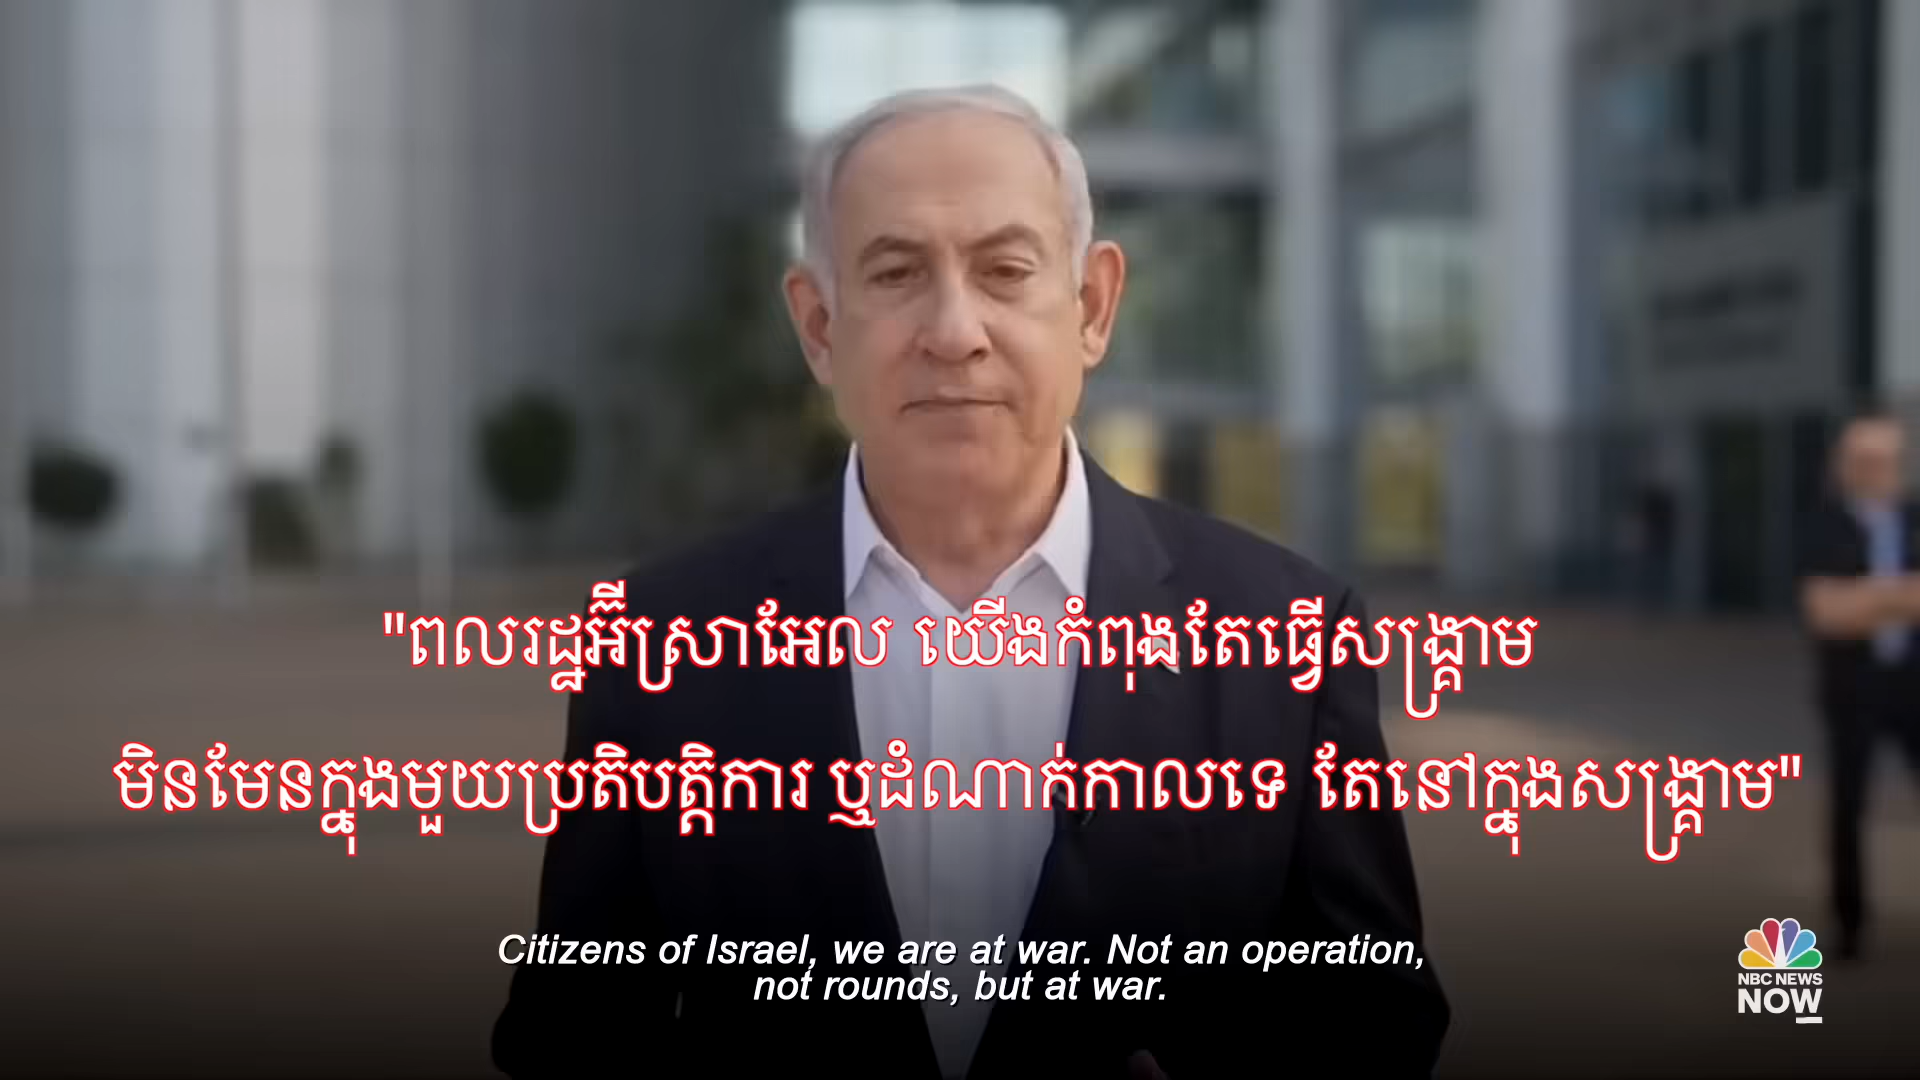 "ពលរដ្ឋអ៊ីស្រាអែល យើងកំពុងតែធ្វើសង្គ្រាម
មិនមែនក្នុងមួយប្រតិបត្តិការ ឬដំណាក់កាលទេ តែនៅក្នុងសង្គ្រាម"
Citizens of Israel, we are at war. Not an operation,
not rounds, but at war.
NBC NEWS
NOW